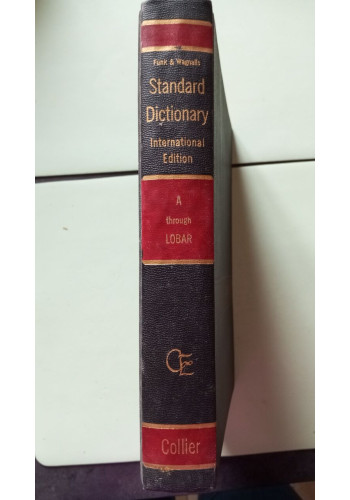 Funk & Wagnalls
Standard
Dictionary
International
Edition
A
through
LOBAR
CE
Collier